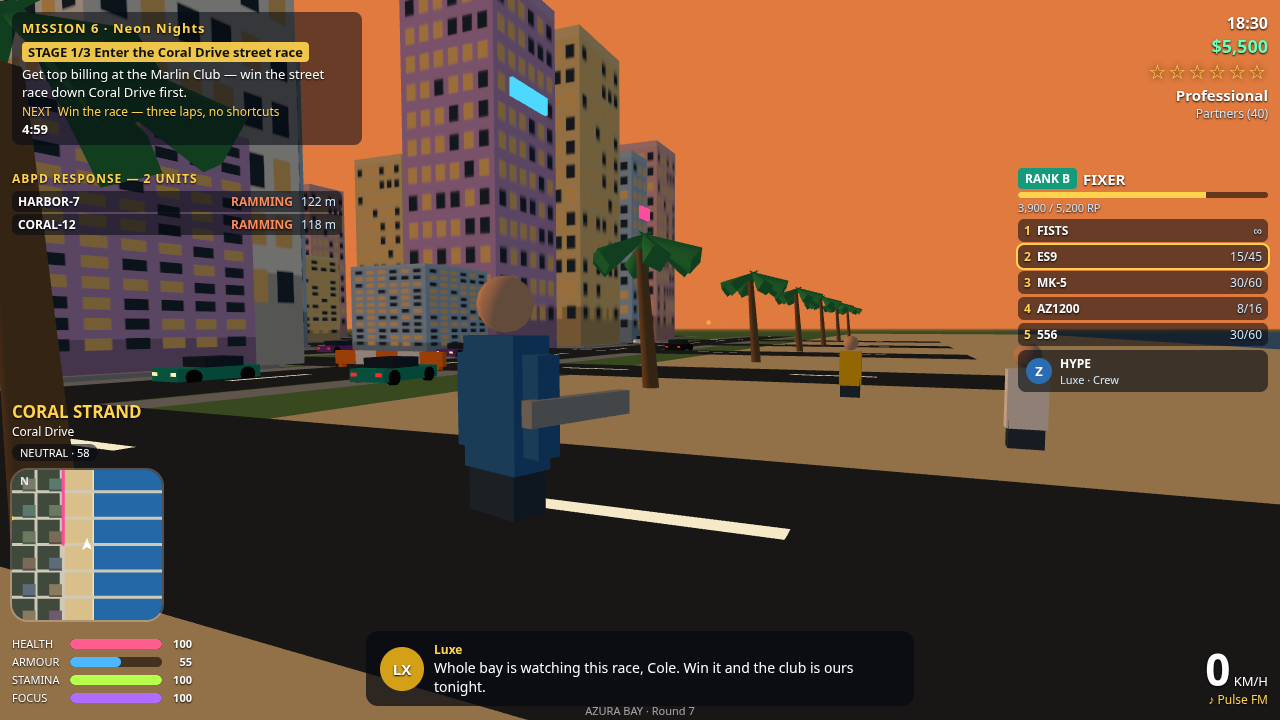 MISSION 6 · Neon Nights
STAGE 1/3 Enter the Coral Drive street race
Get top billing at the Marlin Club — win the street
race down Coral Drive first.
NEXT Win the race — three laps, no shortcuts
4:59
ABPD RESPONSE — 2 UNITS
HARBOR-7 RAMMING 122 m
CORAL-12 RAMMING 118 m
18:30
$5,500
☆☆☆☆☆☆
Professional
Partners (40)
RANK B FIXER
3,900 / 5,200 RP
1 FISTS ∞
2 ES9 15/45
3 MK-5 30/60
4 AZ1200 8/16
5 556 30/60
Z HYPE
Luxe · Crew
CORAL STRAND
Coral Drive
NEUTRAL · 58
N
HEALTH 100
ARMOUR 55
STAMINA 100
FOCUS 100
LX Luxe
Whole bay is watching this race, Cole. Win it and the club is ours
tonight.
AZURA BAY · Round 7
0 KM/H
♪ Pulse FM